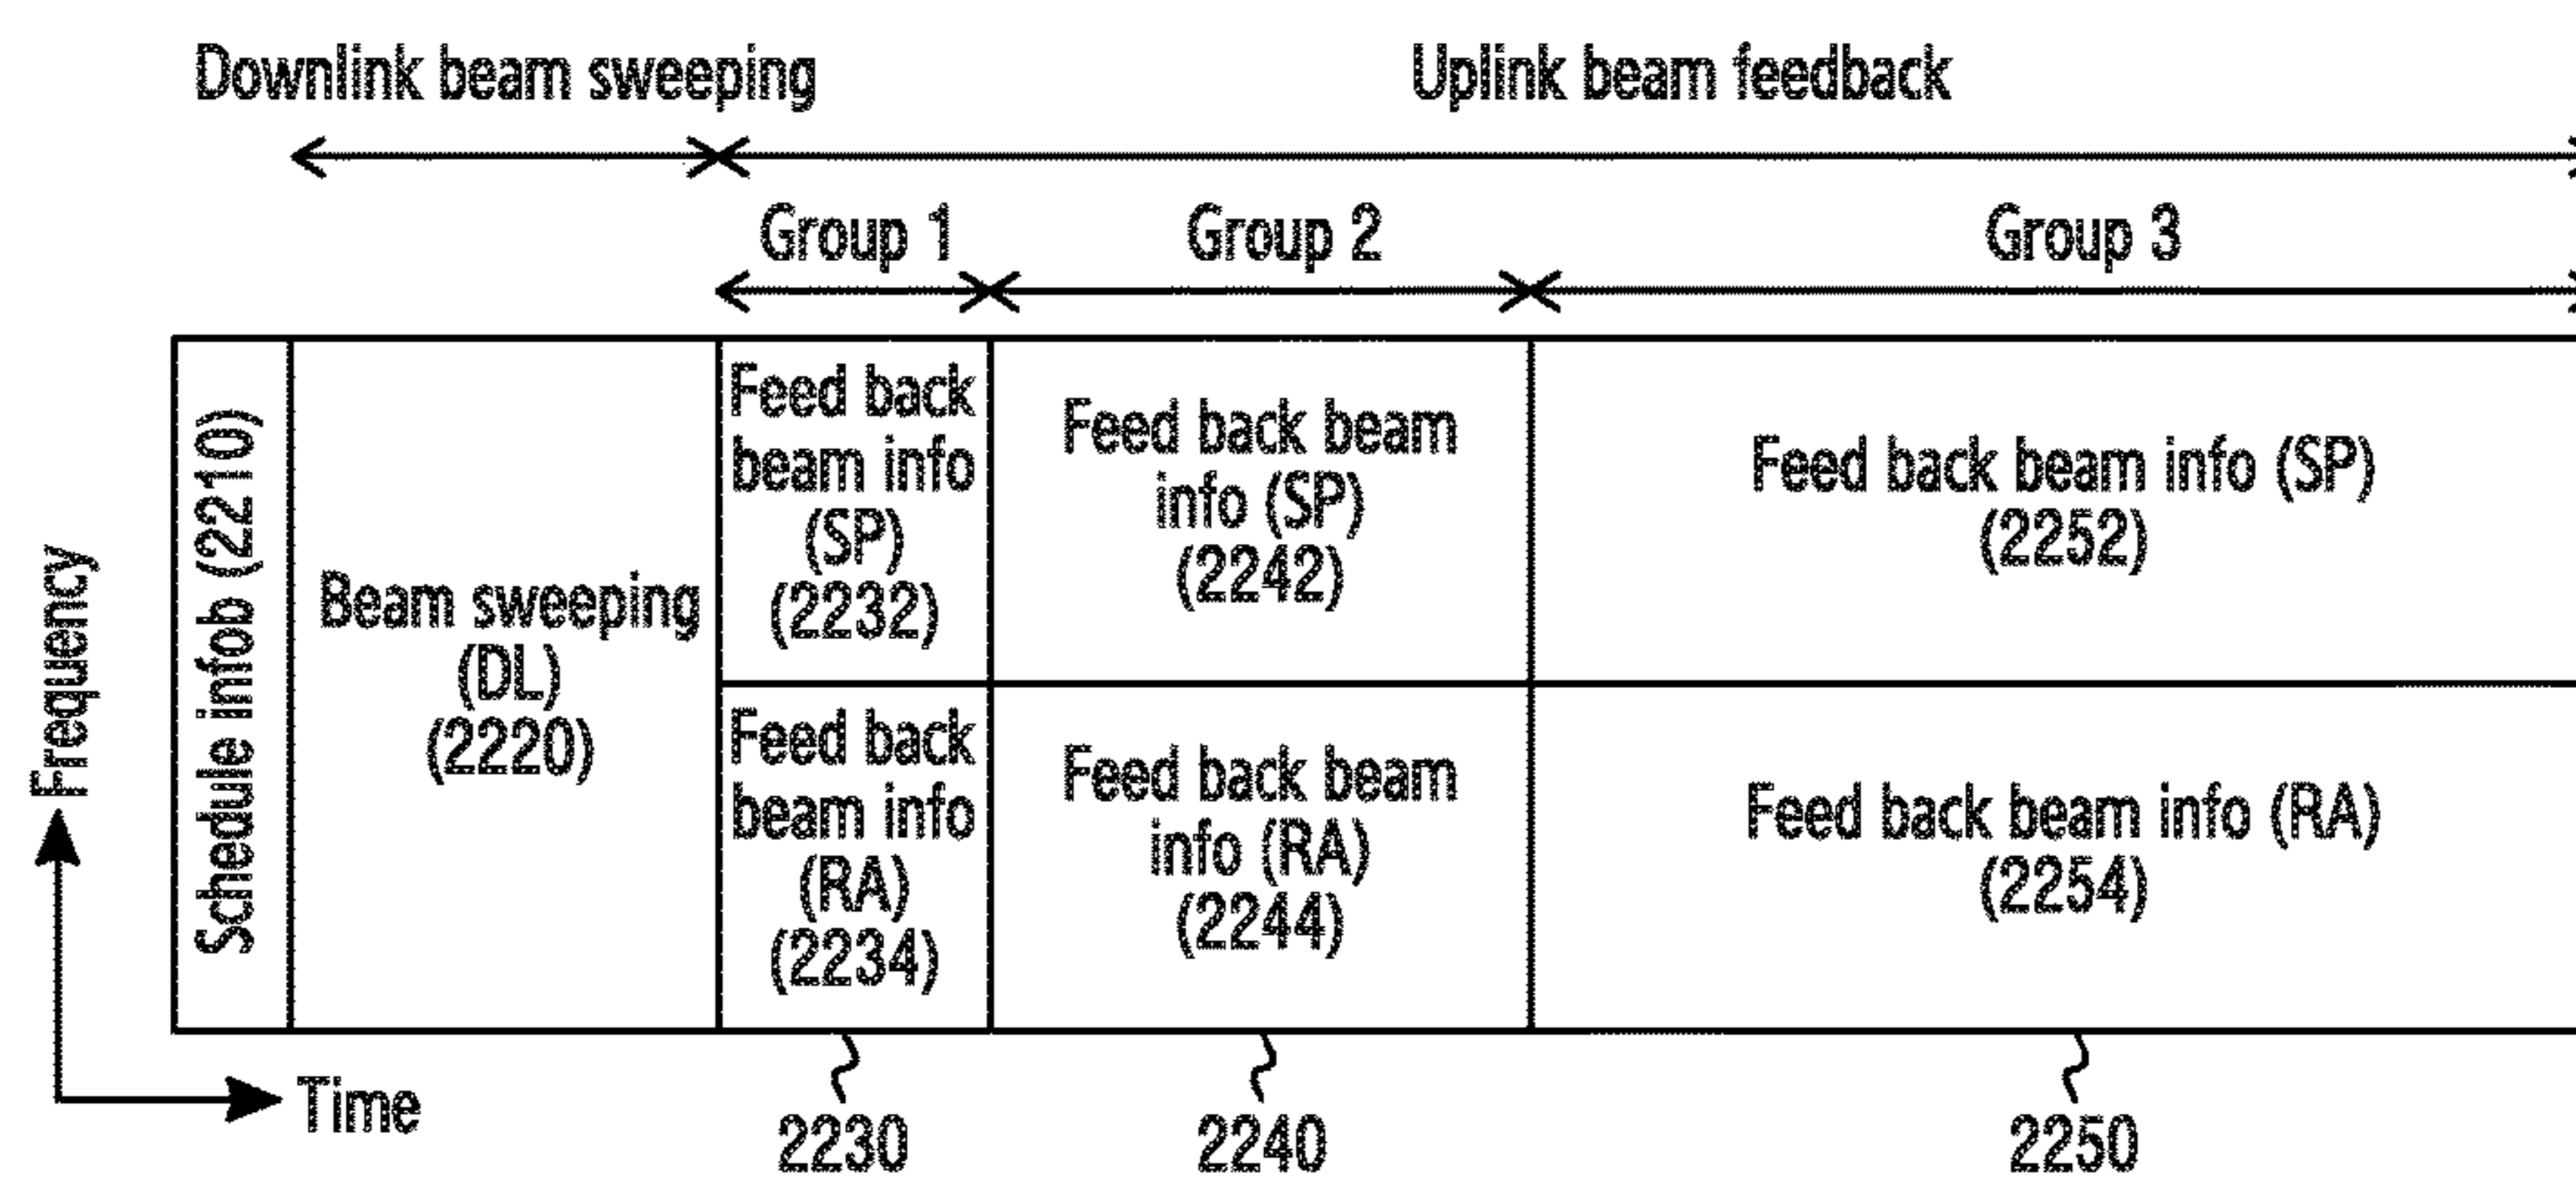 Downlink beam sweeping
Uplink beam feedback
Group 1
Group 2
Group 3
Frequency
Schedule infob (2210)
Beam sweeping
(DL)
(2220)
Feed back
beam info
(SP)
(2232)
Feed back beam
info (SP)
(2242)
Feed back beam info (SP)
(2252)
Feed back
beam info
(RA)
(2234)
Feed back beam
info (RA)
(2244)
Feed back beam info (RA)
(2254)
Time
2230
2240
2250